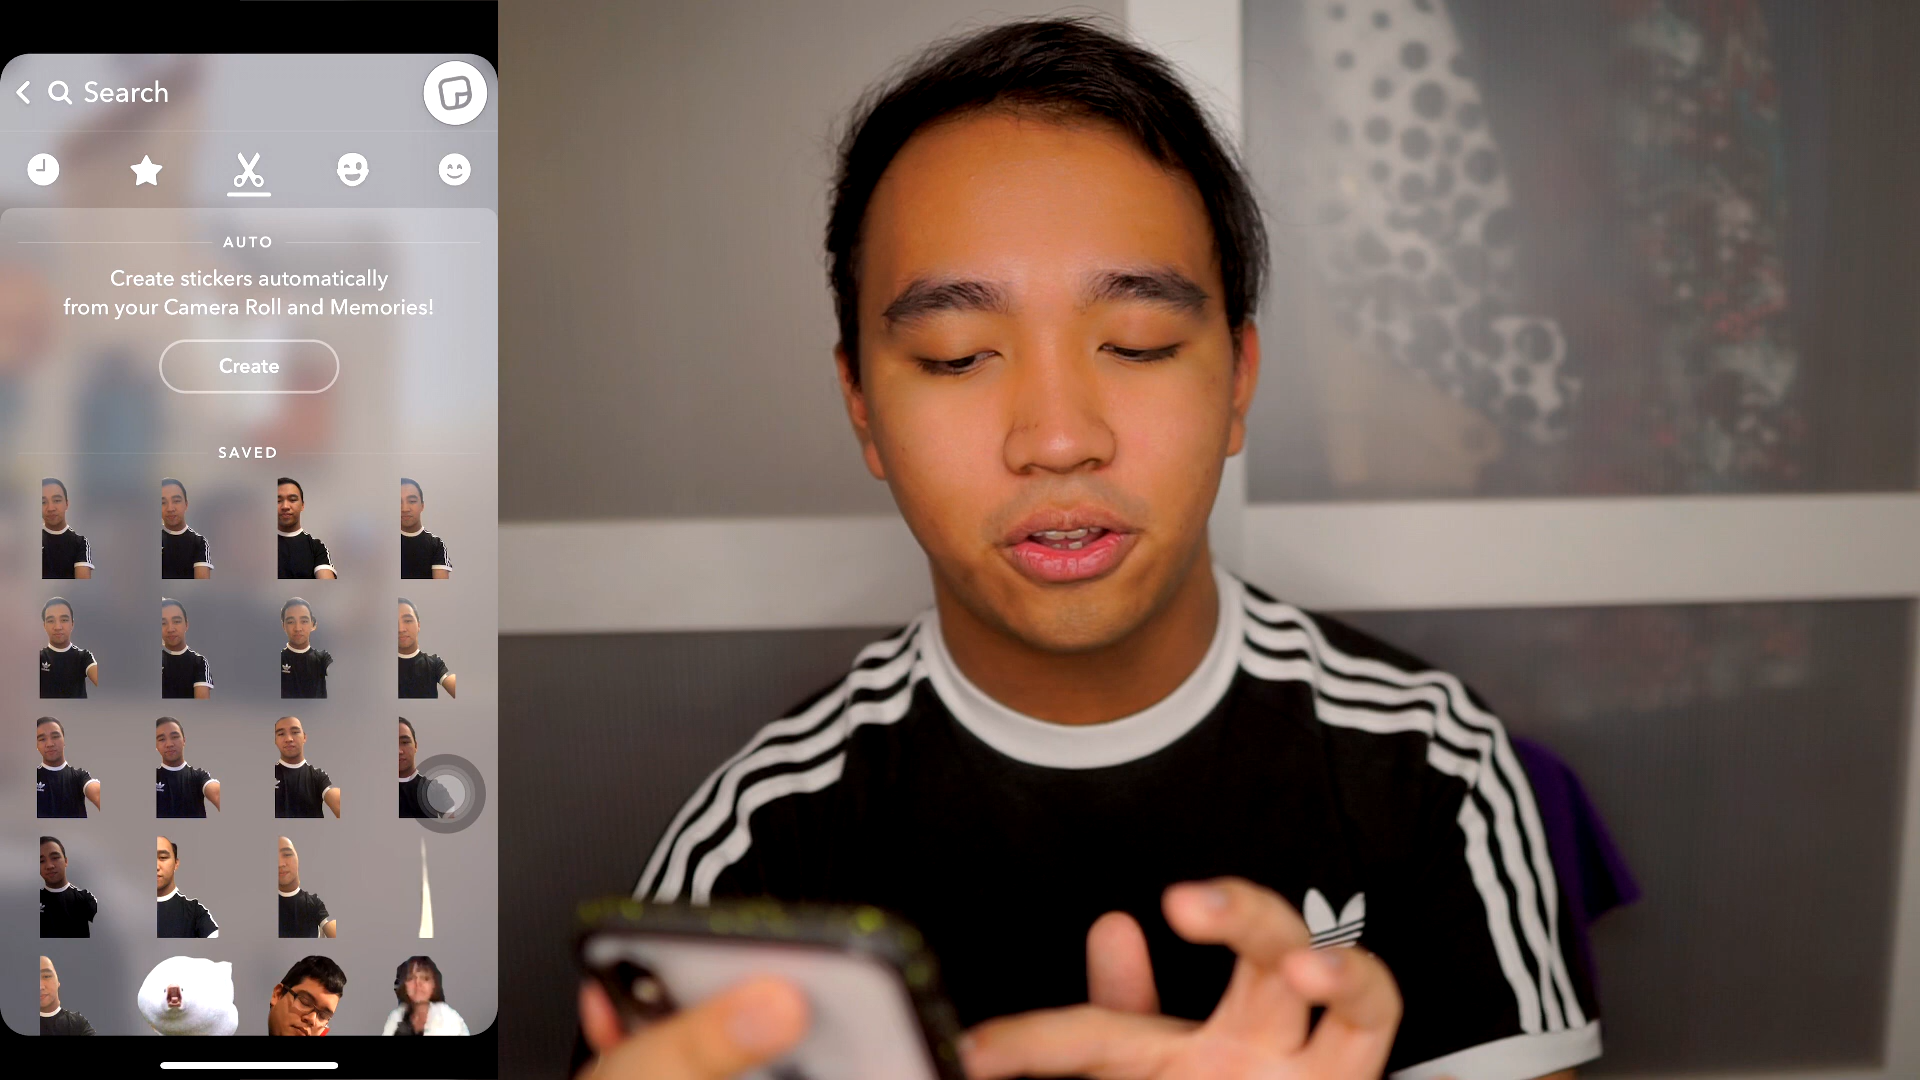 Search
AUTO
Create stickers automatically
from your Camera Roll and Memories!
Create
SAVED